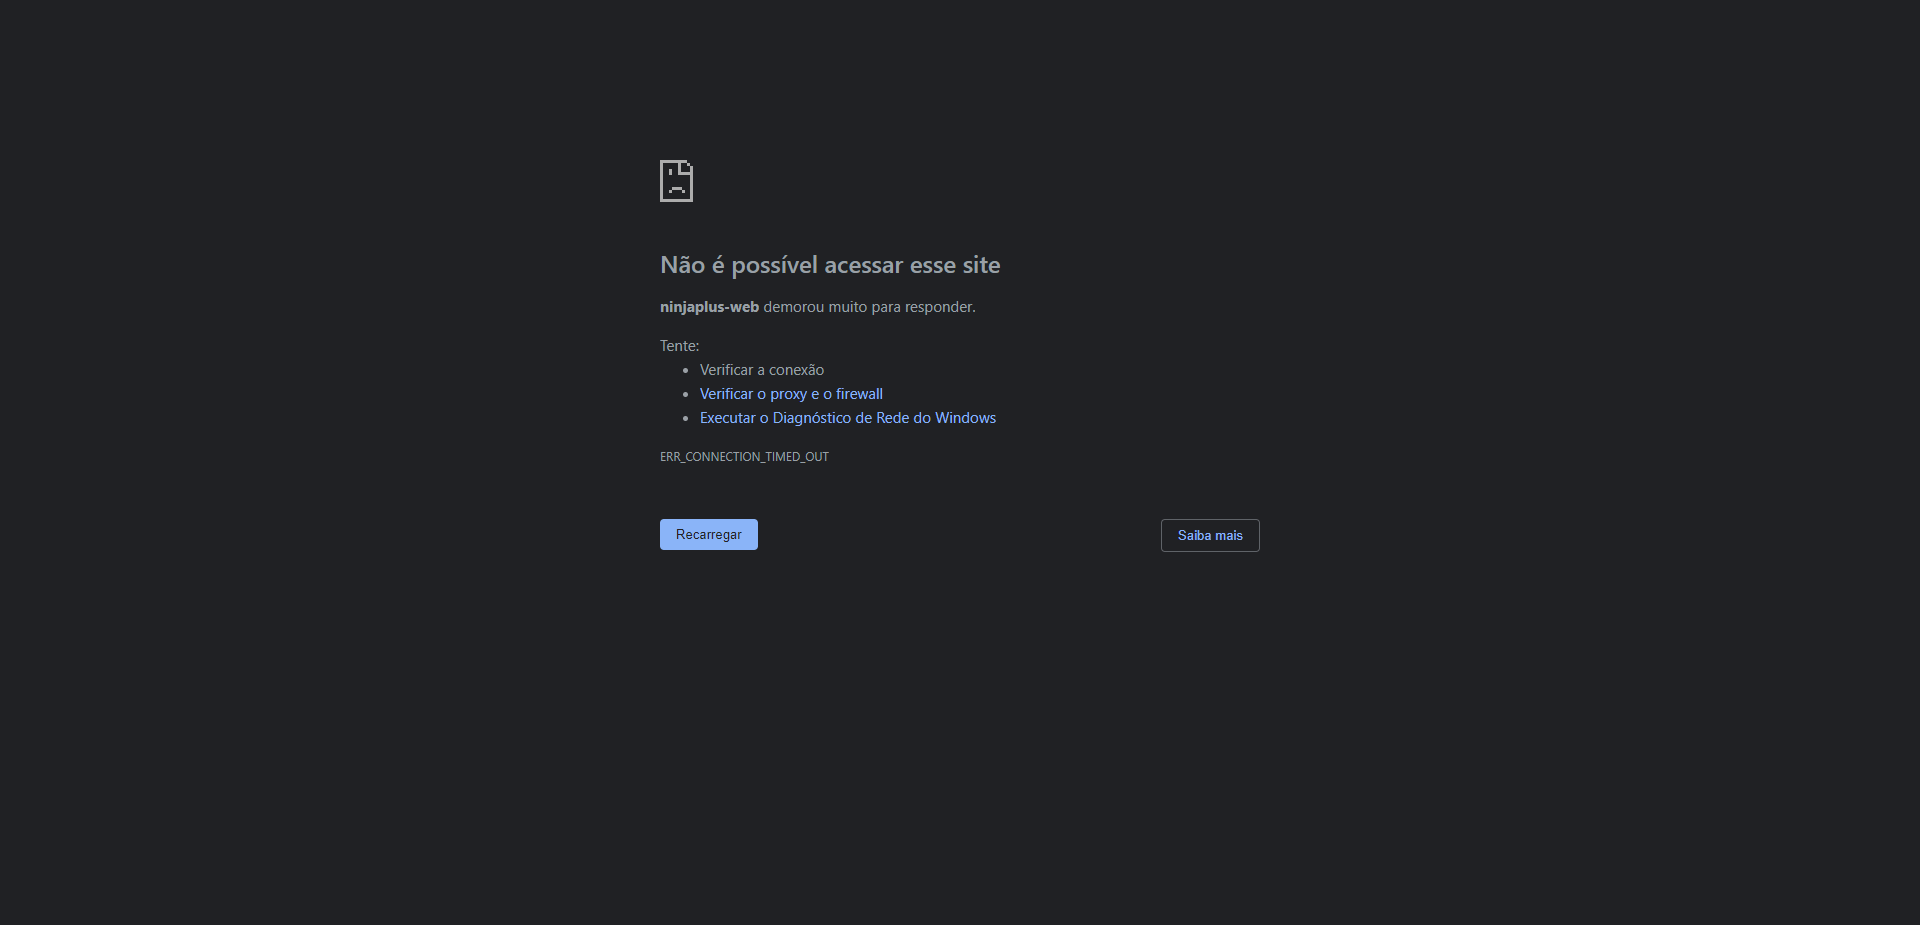 Não é possível acessar esse site
ninjaplus-web demorou muito para responder.
Tente:
Verificar a conexão
Verificar o proxy e o firewall
Executar o Diagnóstico de Rede do Windows
ERR_CONNECTION_TIMED_OUT
Recarregar
Saiba mais